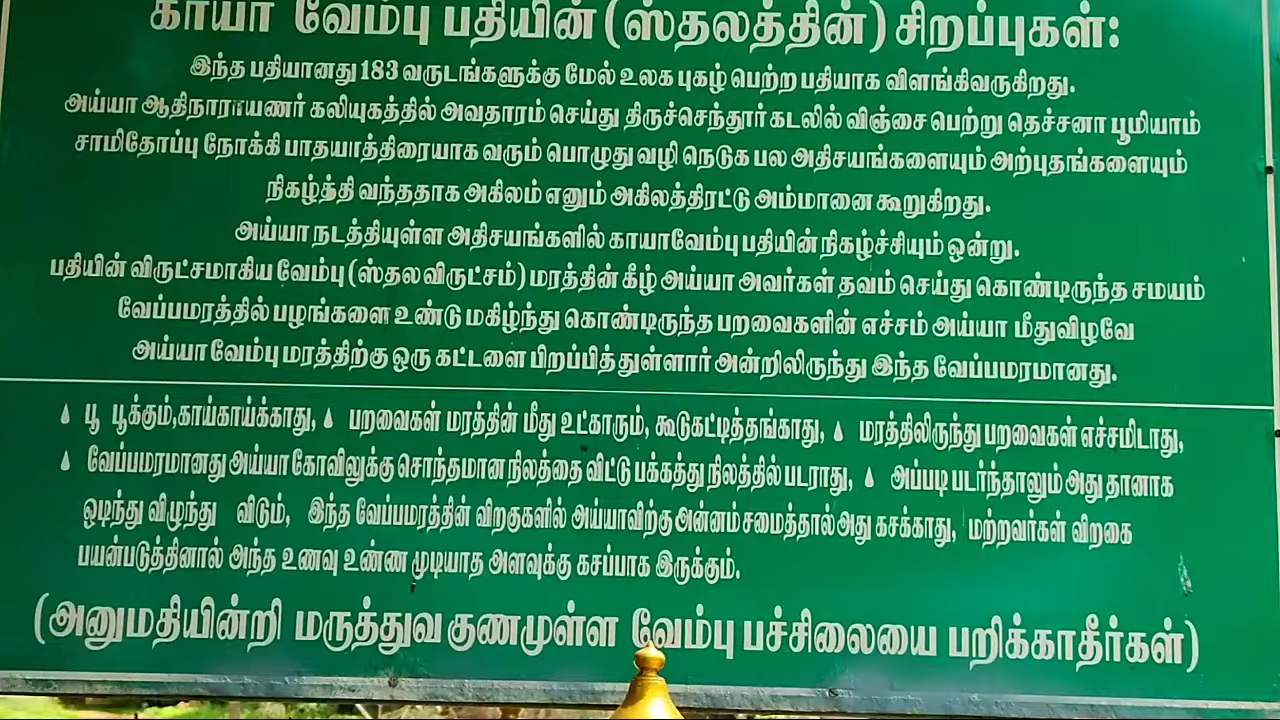 காயா வேம்பு பதியின் (ஸ்தலத்தின்) சிறப்புகள்:
இந்த பதியானது 183 வருடங்களுக்கு மேல் உலக புகழ் பெற்ற பதியாக விளங்கிவருகிறது.
அய்யா ஆதிநாராயணர் கலியுகத்தில் அவதாரம் செய்து திருச்செந்தூர் கடலில் விஞ்சை பெற்று தெச்சனா பூமியாம்
சாமிதோப்பு நோக்கி பாதயாத்திரையாக வரும் பொழுது வழி நெடுக பல அதிசயங்களையும் அற்புதங்களையும்
நிகழ்த்தி வந்ததாக அகிலம் எனும் அகிலத்திரட்டு அம்மானை கூறுகிறது.
அய்யா நடத்தியுள்ள அதிசயங்களில் காயாவேம்பு பதியின் நிகழ்ச்சியும் ஒன்று.
பதியின் விருட்சமாகிய வேம்பு (ஸ்தலவிருட்சம்) மரத்தின் கீழ் அய்யா அவர்கள் தவம் செய்து கொண்டிருந்த சமயம்
வேப்பமரத்தில் பழங்களை உண்டு மகிழ்ந்து கொண்டிருந்த பறவைகளின் எச்சம் அய்யா மீதுவிழவே
அய்யா வேம்பு மரத்திற்கு ஒரு கட்டளை பிறப்பித்துள்ளார் அன்றிலிருந்து இந்த வேப்பமரமானது.
பூ பூக்கும்,காய்காய்க்காது, பறவைகள் மரத்தின் மீது உட்காரும், கூடுகட்டித்தங்காது, மரத்திலிருந்து பறவைகள் எச்சமிடாது,
வேப்பமரமானது அய்யா கோவிலுக்கு சொந்தமான நிலத்தை விட்டு பக்கத்து நிலத்தில் படராது, அப்படி படர்ந்தாலும் அது தானாக
ஒடிந்து விழுந்து விடும், இந்த வேப்பமரத்தின் விறகுகளில் அய்யாவிற்கு அன்னம் சமைத்தால் அது கசக்காது, மற்றவர்கள் விறகை
பயன்படுத்தினால் அந்த உணவு உண்ண முடியாத அளவுக்கு கசப்பாக இருக்கும்.
(அனுமதியின்றி மருத்துவ குணமுள்ள வேம்பு பச்சிலையை பறிக்காதீர்கள்)